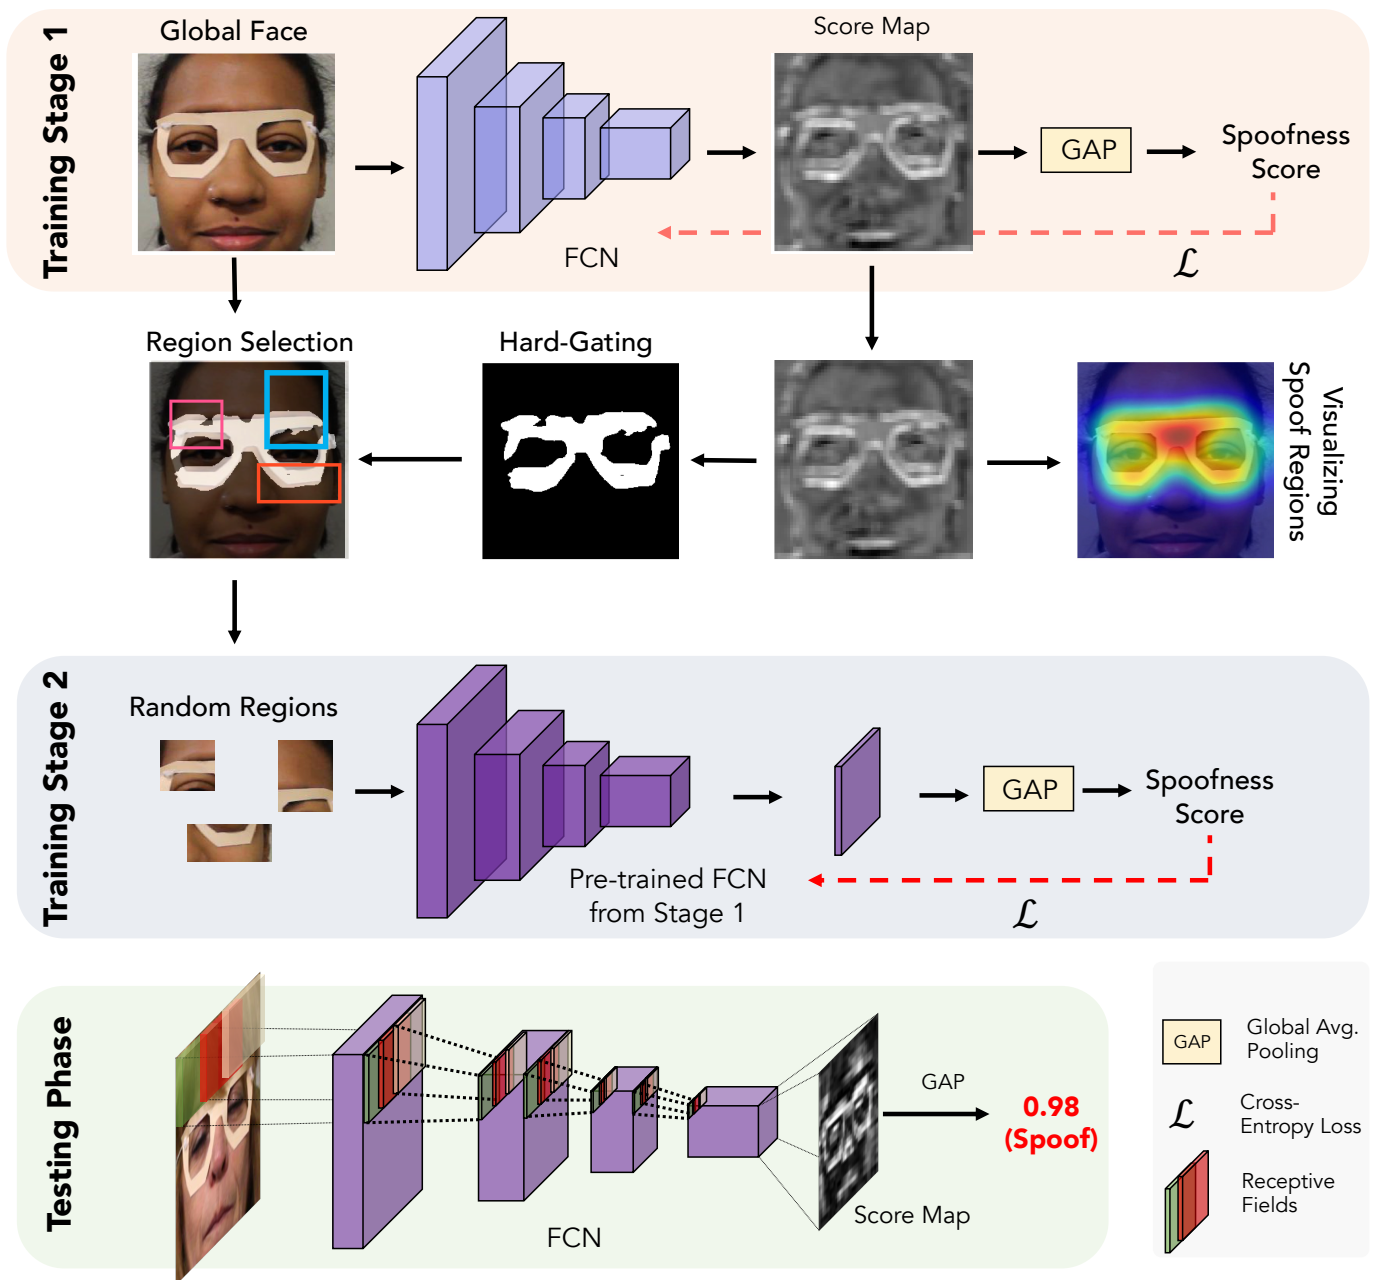 Training Stage 1
Global Face
Score Map
FCN
GAP
Spoofness
Score
ℒ
Region Selection
Hard-Gating
Visualizing
Spoof Regions
Training Stage 2
Random Regions
Pre-trained FCN
from Stage 1
GAP
Spoofness
Score
ℒ
Testing Phase
FCN
Score Map
GAP
0.98
(Spoof)
GAP
Global Avg.
Pooling
ℒ
Cross-
Entropy Loss
Receptive
Fields